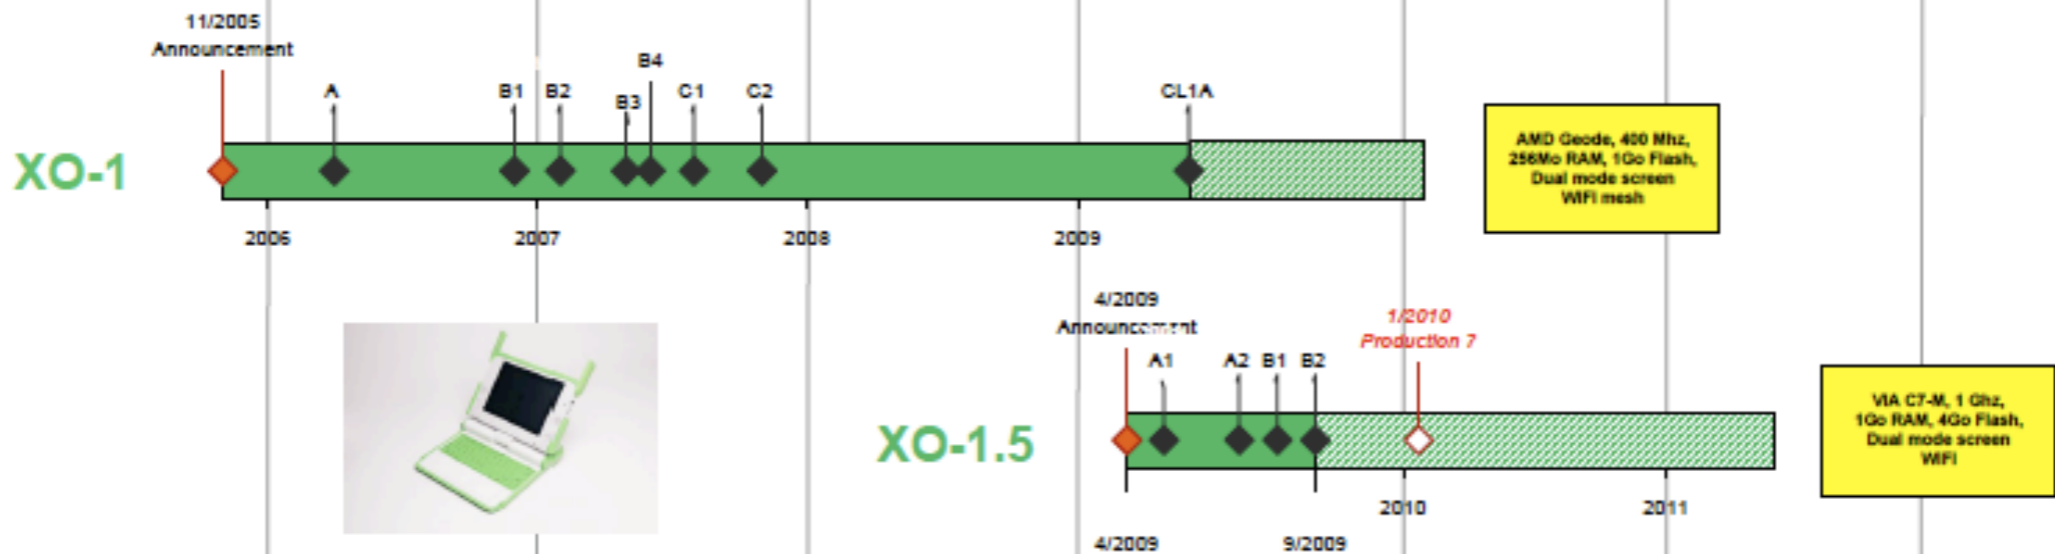 11/2005
Announcement
A
B1
B2
B3
B4
C1
C2
CL1A
XO-1
AMD Geode, 400 Mhz,
256Mo RAM, 1Go Flash,
Dual mode screen
WIFI mesh
2006
2007
2008
2009
4/2009
Announcement
1/2010
Production ?
A1
A2
B1
B2
XO-1.5
VIA C7-M, 1 Ghz,
1Go RAM, 4Go Flash,
Dual mode screen
WIFI
2010
2011
4/2009
9/2009